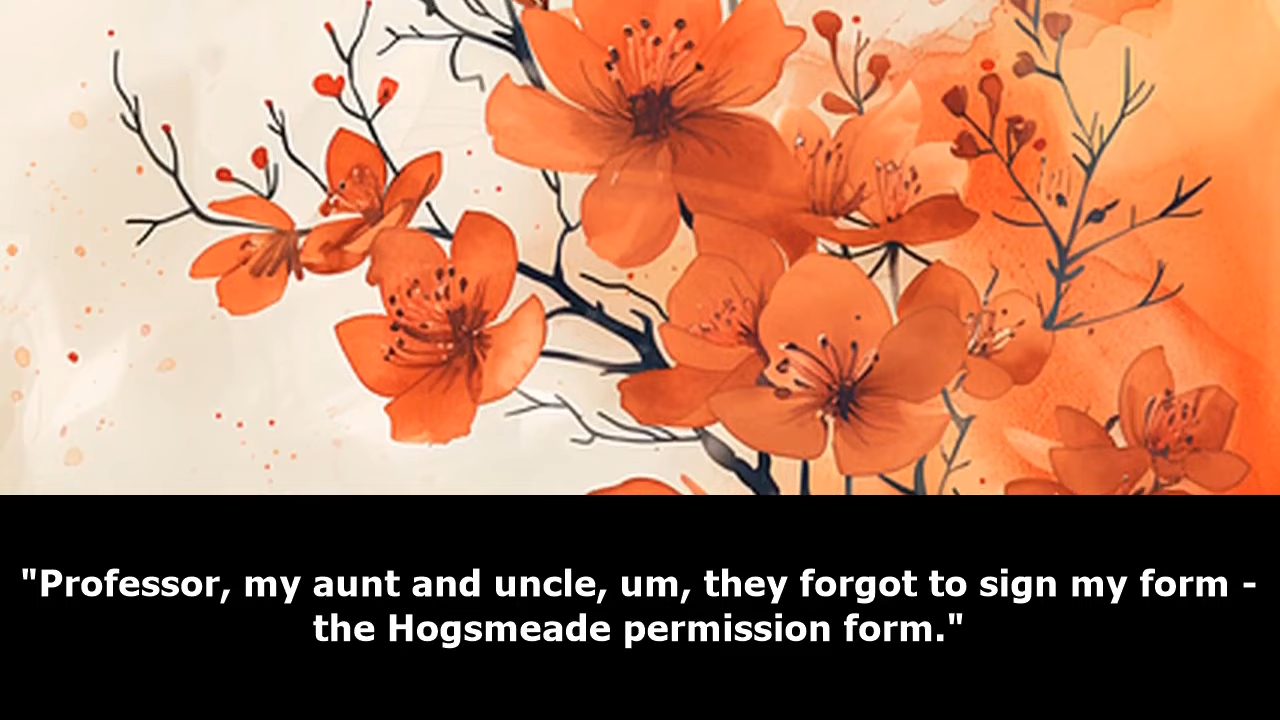 "Professor, my aunt and uncle, um, they forgot to sign my form -
the Hogsmeade permission form."